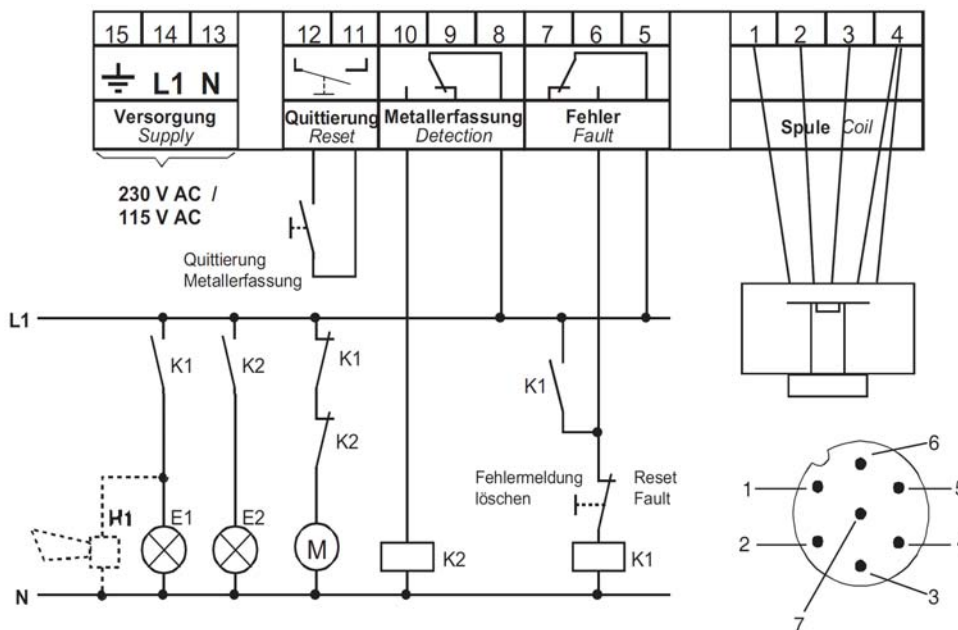 15 14 13 12 11 10 9 8 7 6 5 1 2 3 4
L1 N
Versorgung Quittierung Metallerfassung Fehler Spule Coil
Supply Reset Detection Fault
230 V AC /
115 V AC
Quittierung
Metallerfassung
L1
K1 K2 K1 K1
K2
Fehlermeldung Reset
löschen Fault
H1 E1 E2
M K2 K1
N
6
1 5
2 4
3
7